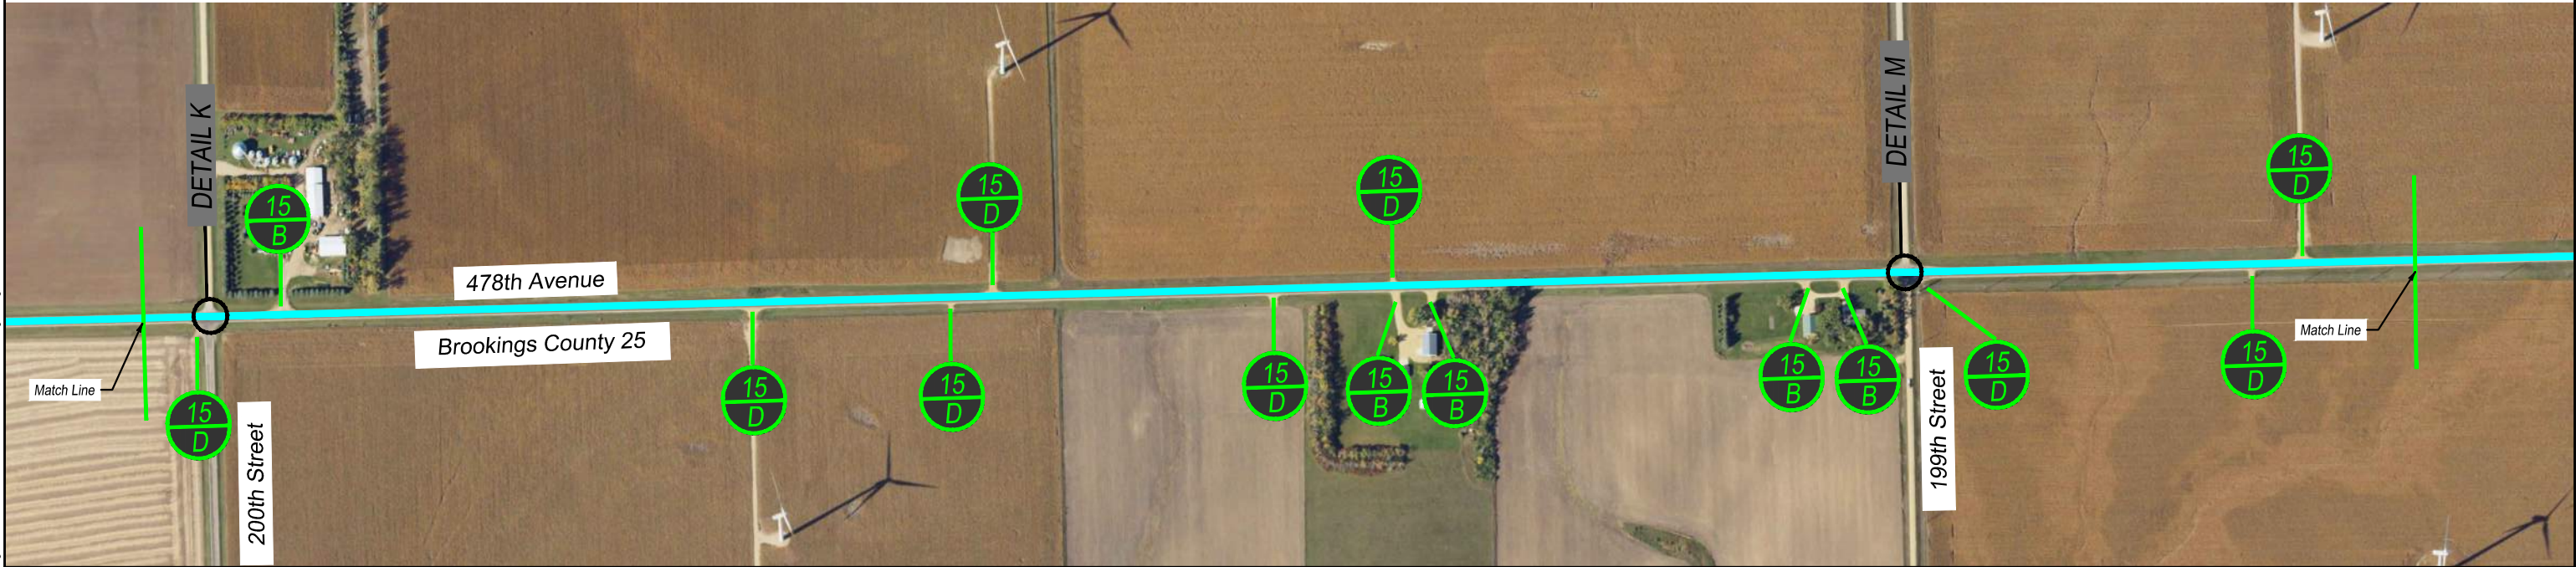 DETAIL K
DETAIL M
15
B
15
D
15
D
15
D
478th Avenue
Brookings County 25
Match Line
Match Line
15
D
200th Street
15
D
15
D
15
D
15
B
15
B
15
B
15
B
199th Street
15
D
15
D